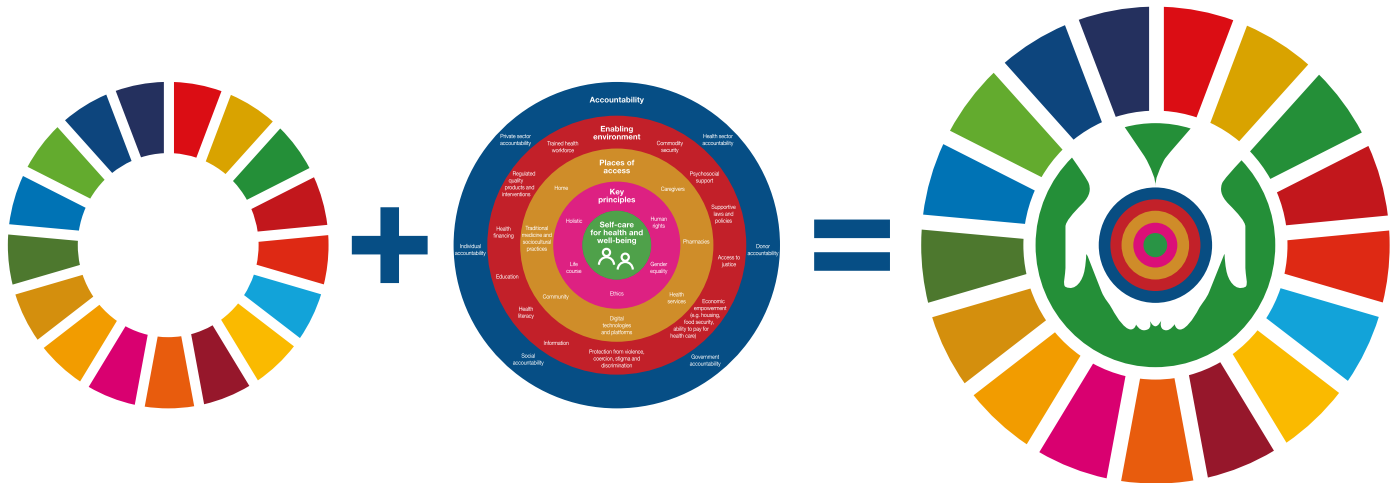 Accountability
Private sector
accountability
Health sector
accountability
Individual
accountability
Donor
accountability
Social
accountability
Government
accountability
Enabling
environment
Trained health
workforce
Commodity
security
Regulated
quality
products and
interventions
Psychosocial
support
Health
financing
Supportive
laws and
policies
Education
Access to
justice
Health
literacy
Economic
empowerment
(e.g. housing,
food security,
ability to pay for
health care)
Information
Protection from violence,
coercion, stigma and
discrimination
Places of
access
Home
Caregivers
Traditional
medicine and
sociocultural
practices
Pharmacies
Community
Health
services
Digital
technologies
and platforms
Key
principles
Holistic
Human
rights
Life
course
Gender
equality
Ethics
Self-care
for health and
well-being